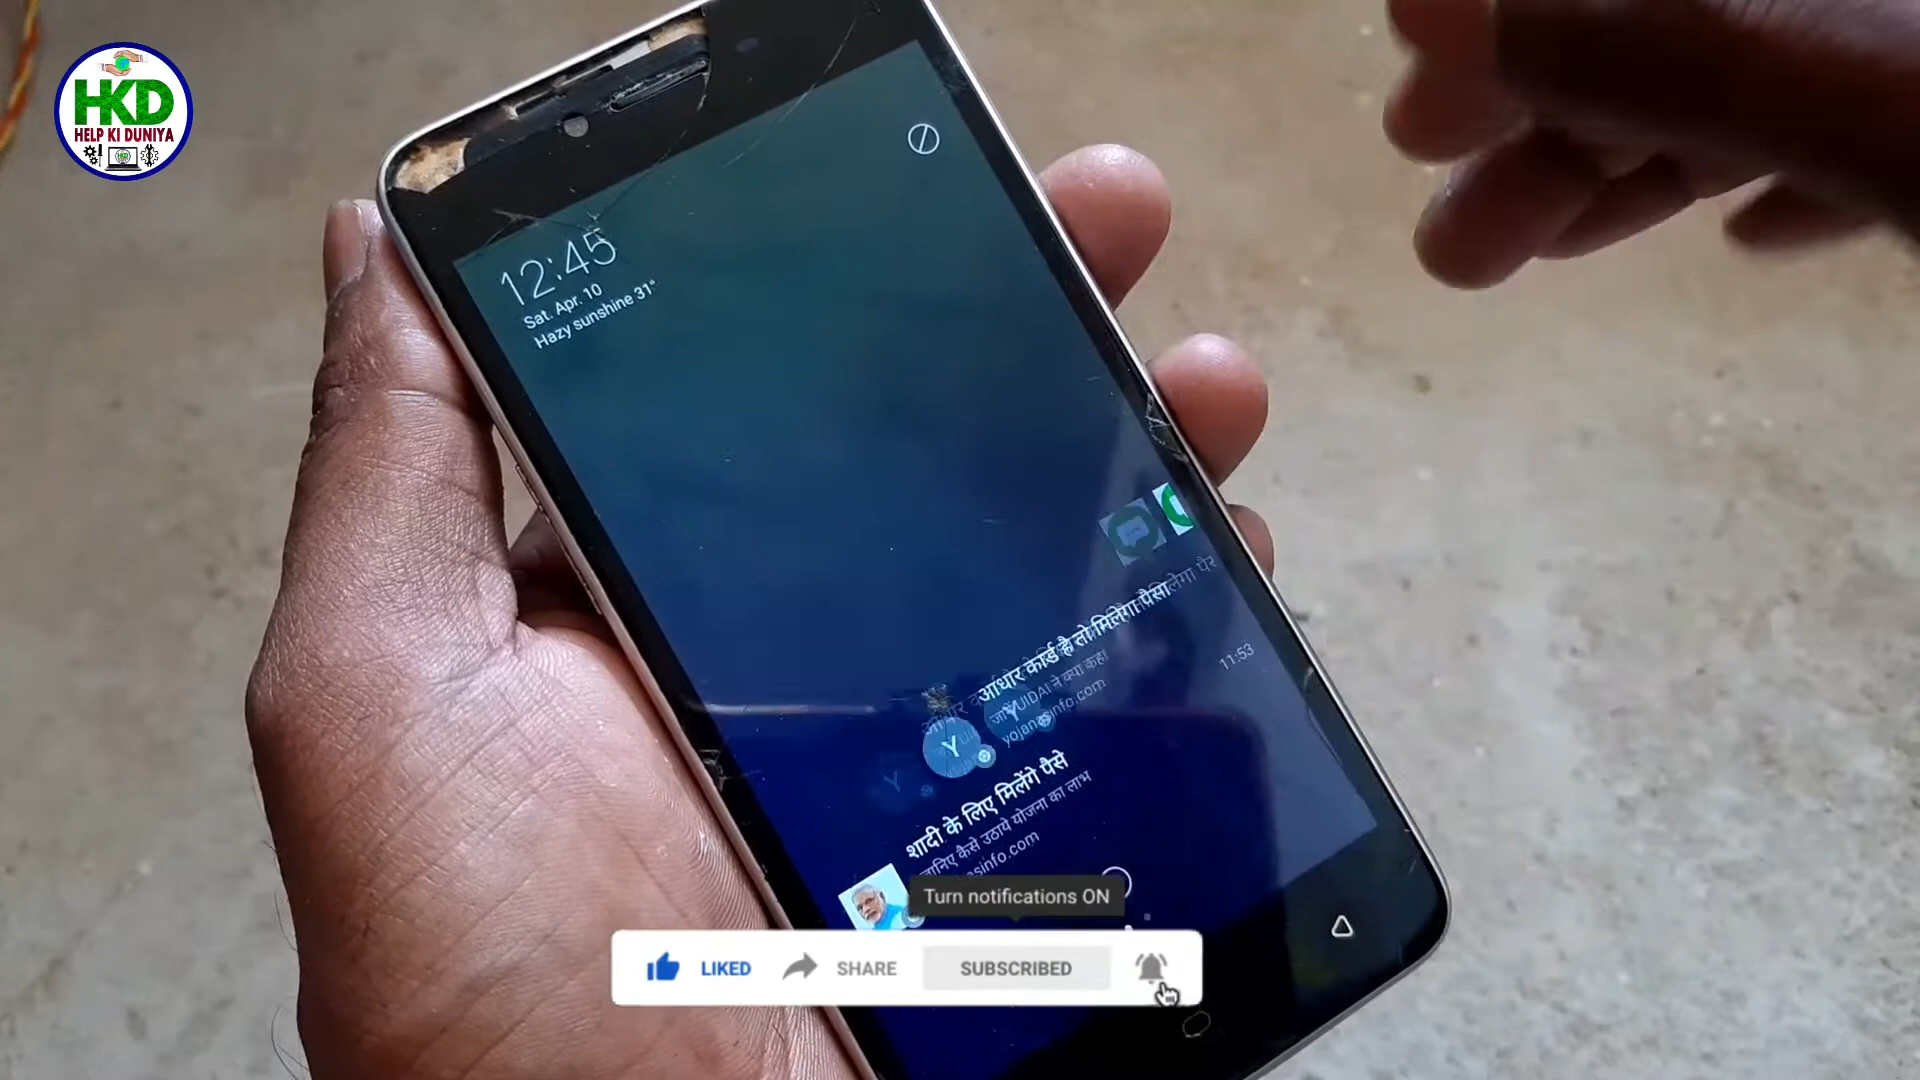 HKD
HELP KI DUNIYA
12:45
Sat. Apr. 10
Hazy sunshine 31°
आधार कार्ड है तो मिलेगा पैसा
जानें UIDAI ने क्या कहा
yojanasinfo.com
11:53
Y
शादी के लिए मिलेंगे पैसे
जानिए कैसे उठाये योजना का लाभ
Turn notifications ON
LIKED
SHARE
SUBSCRIBED